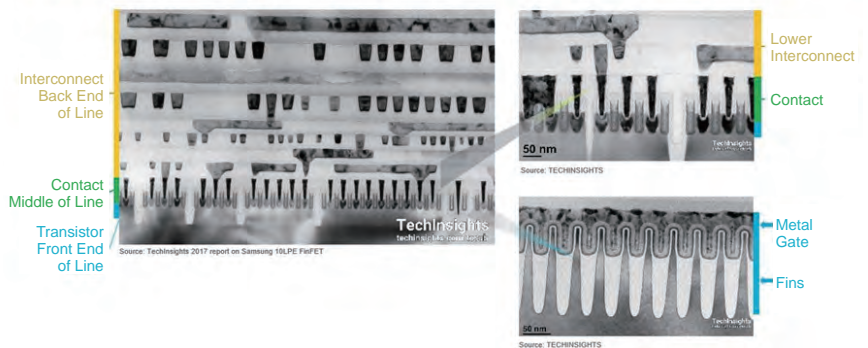 Interconnect
Back End
of Line
Contact
Middle of Line
Transistor
Front End
of Line
TechInsights
Source: TechInsights 2017 report on Samsung 10LPE FinFET
Lower
Interconnect
Contact
50 nm
TechInsights
Source: TECHINSIGHTS
Metal
Gate
Fins
50 nm
TechInsights
Source: TECHINSIGHTS